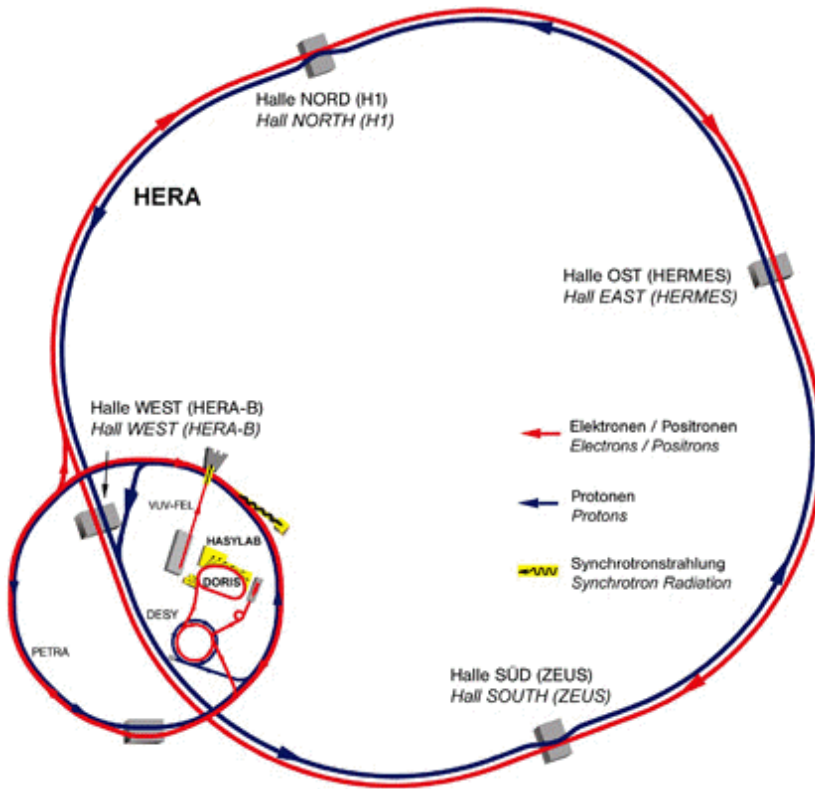 Halle NORD (H1)
Hall NORTH (H1)
HERA
Halle OST (HERMES)
Hall EAST (HERMES)
Halle WEST (HERA-B)
Hall WEST (HERA-B)
Elektronen / Positronen
Electrons / Positrons
VUV-FEL
Protonen
Protons
HASYLAB
Synchrotronstrahlung
Synchrotron Radiation
DORIS
DESY
PETRA
Halle SÜD (ZEUS)
Hall SOUTH (ZEUS)